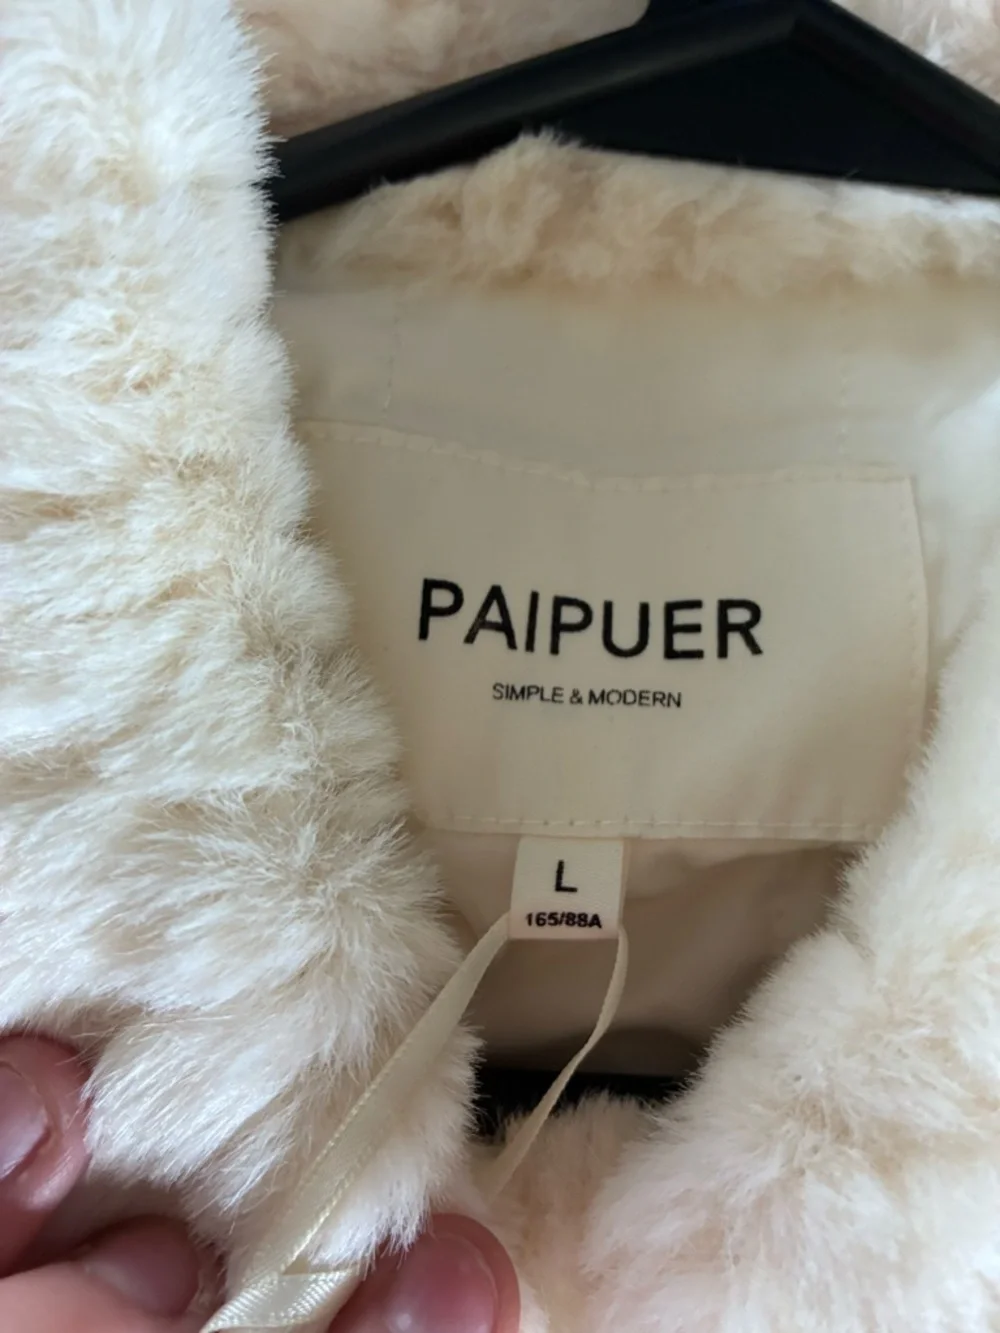 PAIPUER
SIMPLE & MODERN
L
165/88A